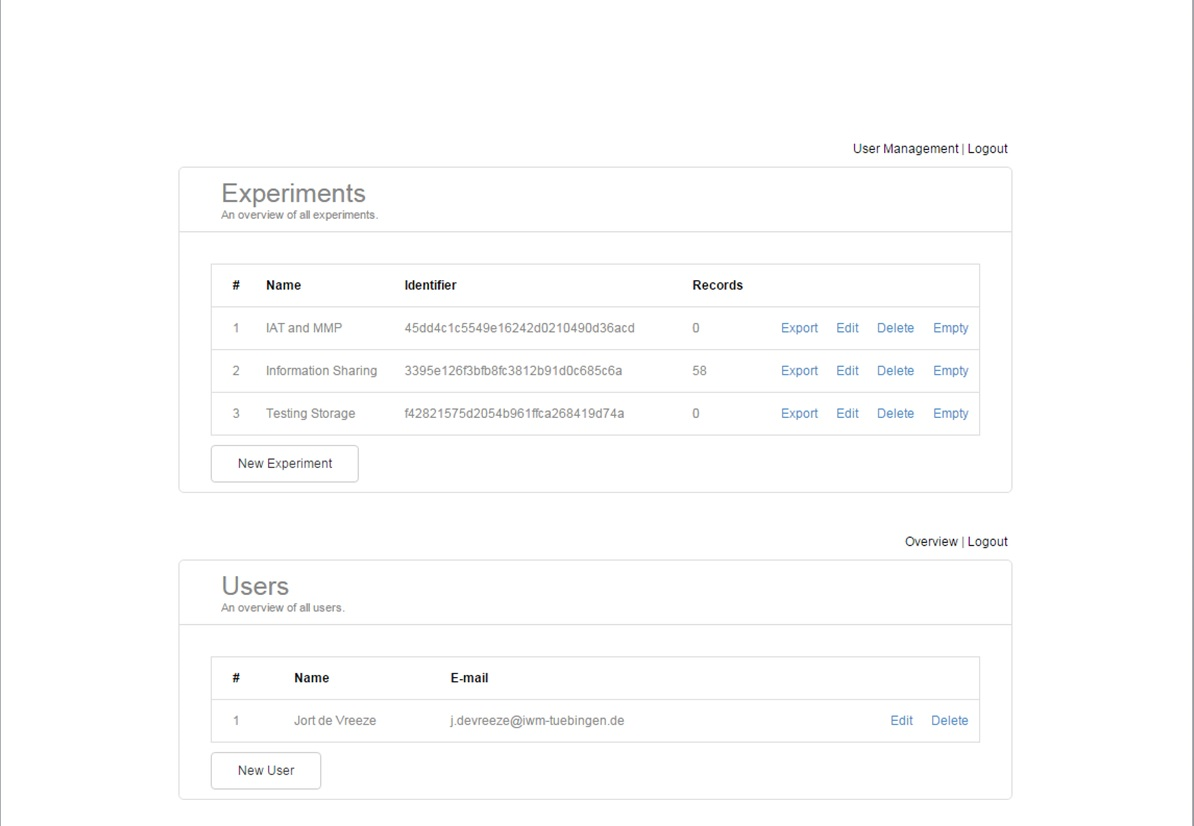 User Management | Logout
Experiments
An overview of all experiments.
# Name Identifier Records
1 IAT and MMP 45dd4c1c5549e16242d0210490d36acd 0 Export Edit Delete Empty
2 Information Sharing 3395e126f3bfb8fc3812b91d0c685c6a 58 Export Edit Delete Empty
3 Testing Storage f42821575d2054b961ffca268419d74a 0 Export Edit Delete Empty
New Experiment
Overview | Logout
Users
An overview of all users.
# Name E-mail
1 Jort de Vreeze j.devreeze@iwm-tuebingen.de Edit Delete
New User